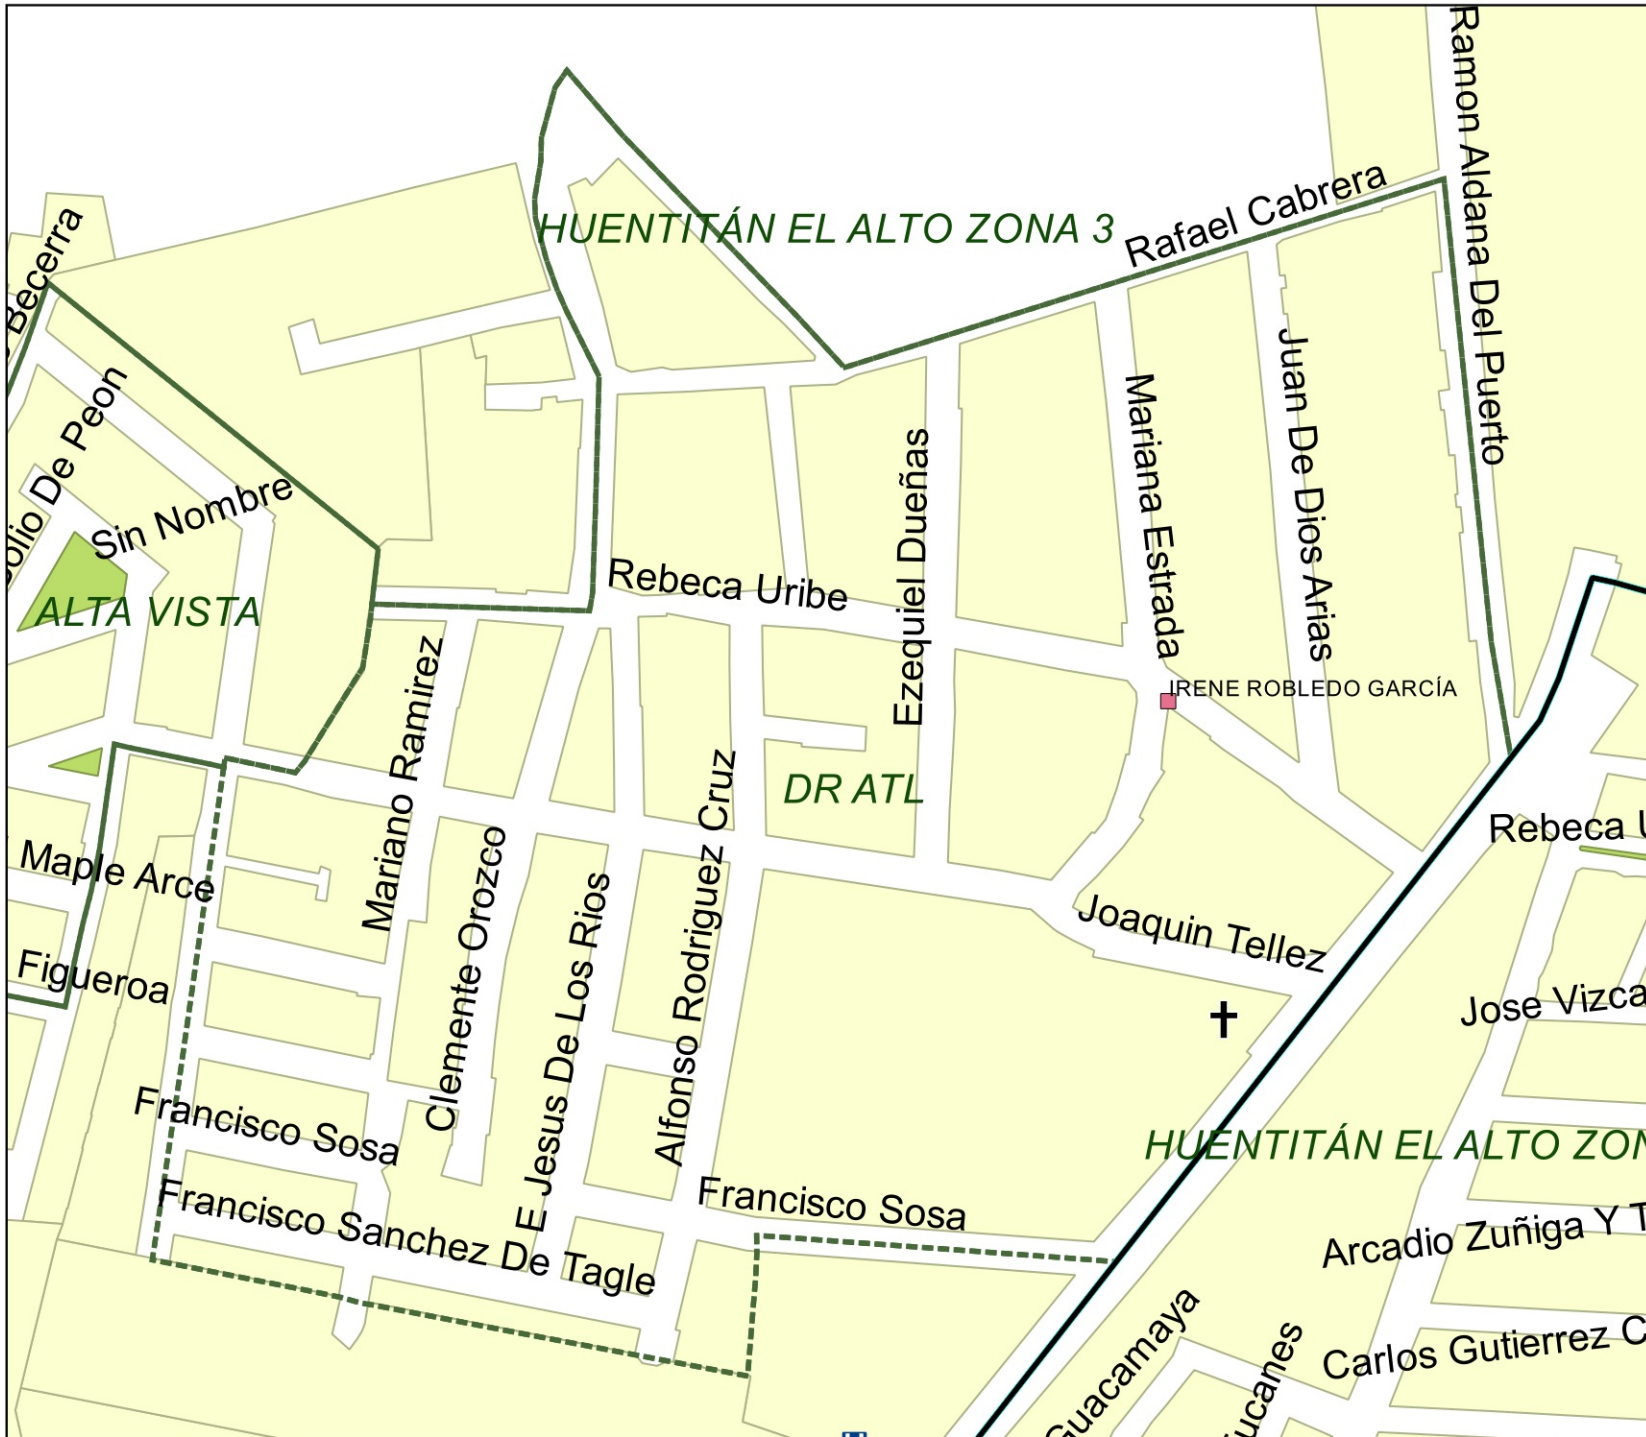 Ramon Aldana Del Puerto
Rafael Cabrera
HUENTITÁN EL ALTO ZONA 3
Becerra
Juan De Dios Arias
Mariana Estrada
De Peon
Sin Nombre
Ezequiel Dueñas
Rebeca Uribe
ALTA VISTA
IRENE ROBLEDO GARCÍA
Mariano Ramirez
DR ATL
Alfonso Rodriguez Cruz
Rebeca U
Maple Arce
Clemente Orozco
E Jesus De Los Rios
Joaquin Tellez
Figueroa
Jose Vizca
Francisco Sosa
HUENTITÁN EL ALTO ZON
Francisco Sanchez De Tagle
Francisco Sosa
Arcadio Zuñiga Y T
Guacamaya
ucanes
Carlos Gutierrez C